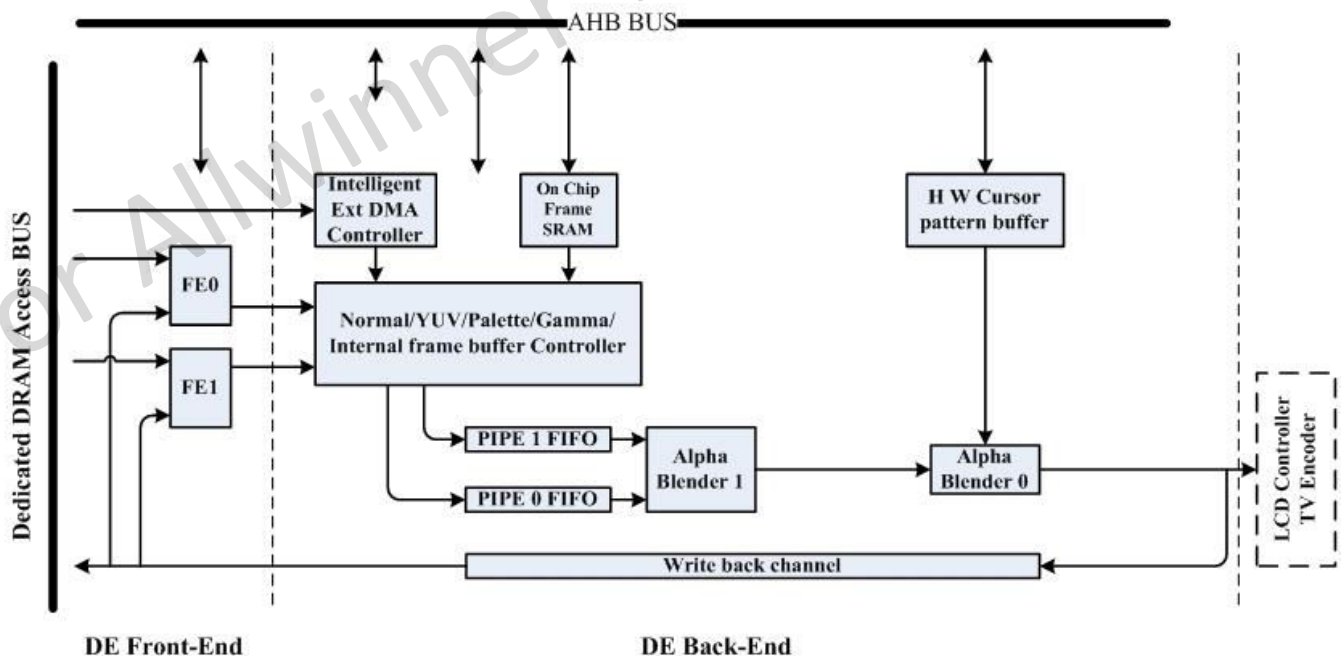 AHB BUS
or Allwinner
Dedicated DRAM Access BUS
Intelligent
Ext DMA
Controller
On Chip
Frame
SRAM
H W Cursor
pattern buffer
FE0
FE1
Normal/YUV/Palette/Gamma/
Internal frame buffer Controller
PIPE 1 FIFO
PIPE 0 FIFO
Alpha
Blender 1
Alpha
Blender 0
LCD Controller
TV Encoder
Write back channel
DE Front-End
DE Back-End